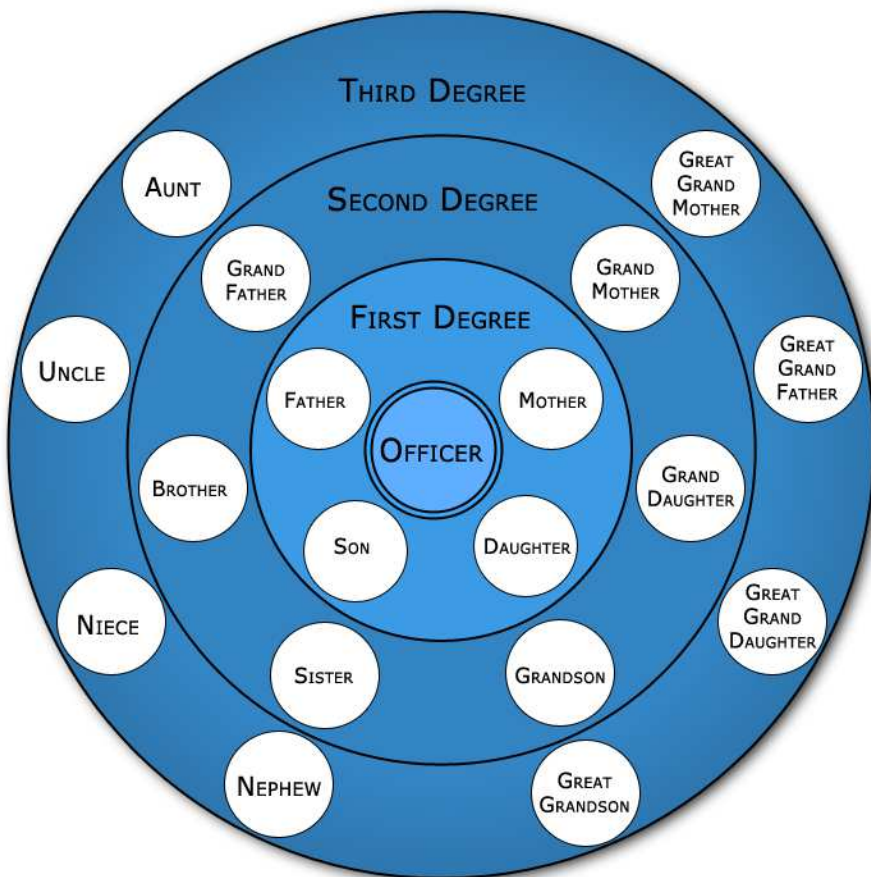 THIRD DEGREE
AUNT
GREAT
GRAND
MOTHER
SECOND DEGREE
GRAND
FATHER
GRAND
MOTHER
FIRST DEGREE
UNCLE
GREAT
GRAND
FATHER
FATHER
MOTHER
OFFICER
BROTHER
GRAND
DAUGHTER
SON
DAUGHTER
NIECE
GREAT
GRAND
DAUGHTER
SISTER
GRANDSON
NEPHEW
GREAT
GRANDSON